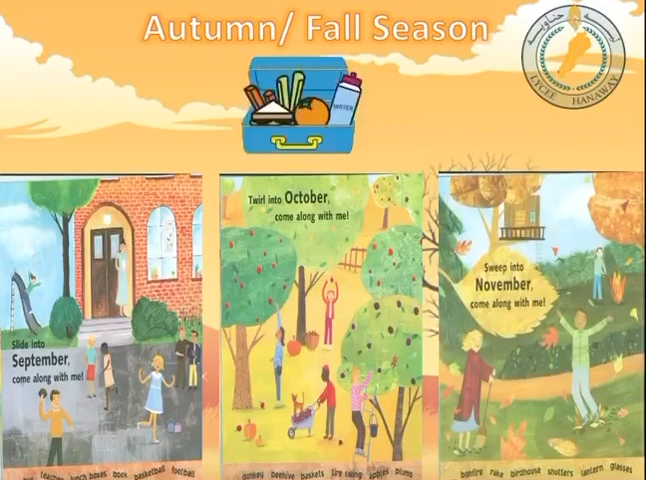 Autumn/ Fall Season
LYCEE HANAWAY
WATER
Slide into
September,
come along with me!
Twirl into October,
come along with me!
Sweep into
November,
come along with me!
teacher lunch boxes book basketball football
donkey beehive baskets tire swing apples plums
bonfire rake birdhouse shutters lantern glasses